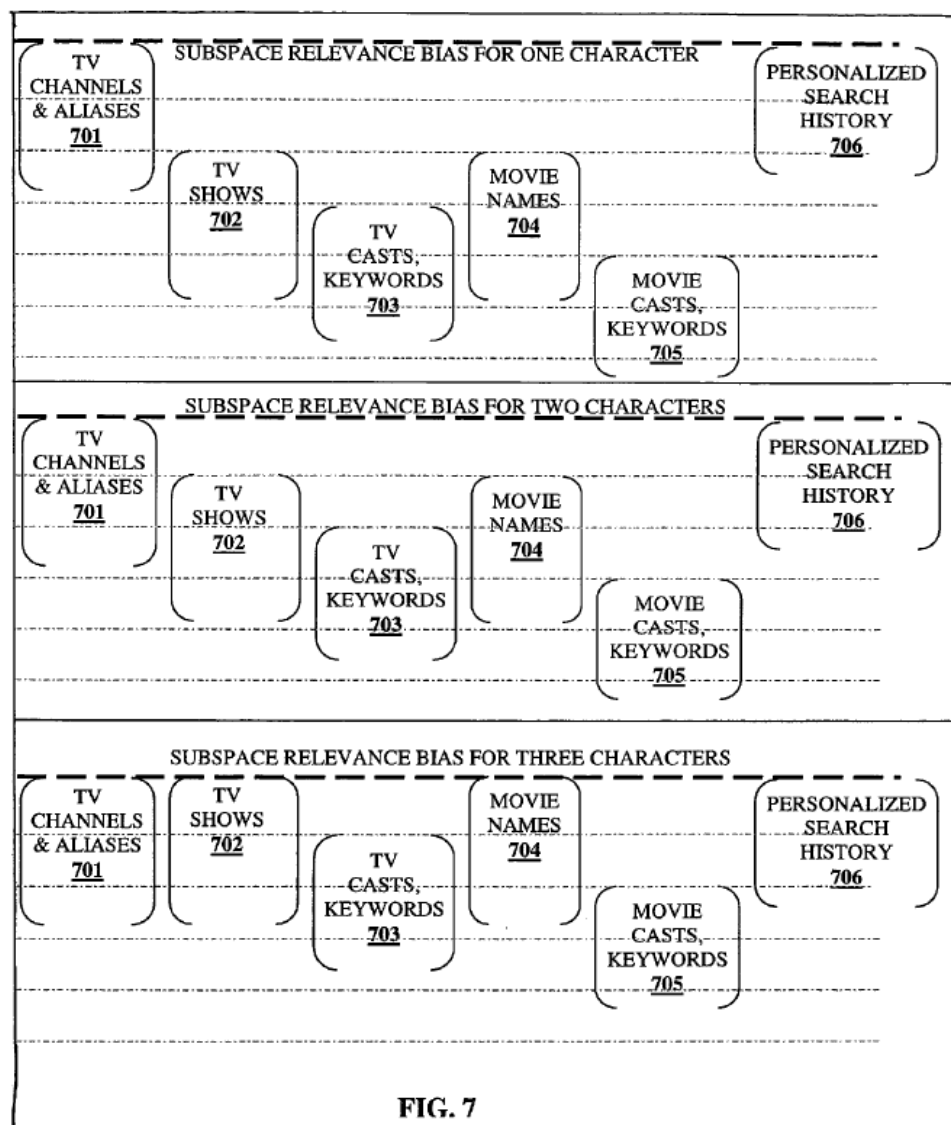 SUBSPACE RELEVANCE BIAS FOR ONE CHARACTER
TV
CHANNELS
& ALIASES
701
TV
SHOWS
702
TV
CASTS,
KEYWORDS
703
MOVIE
NAMES
704
MOVIE
CASTS,
KEYWORDS
705
PERSONALIZED
SEARCH
HISTORY
706
SUBSPACE RELEVANCE BIAS FOR TWO CHARACTERS
TV
CHANNELS
& ALIASES
701
TV
SHOWS
702
TV
CASTS,
KEYWORDS
703
MOVIE
NAMES
704
MOVIE
CASTS,
KEYWORDS
705
PERSONALIZED
SEARCH
HISTORY
706
SUBSPACE RELEVANCE BIAS FOR THREE CHARACTERS
TV
CHANNELS
& ALIASES
701
TV
SHOWS
702
TV
CASTS,
KEYWORDS
703
MOVIE
NAMES
704
MOVIE
CASTS,
KEYWORDS
705
PERSONALIZED
SEARCH
HISTORY
706
FIG. 7